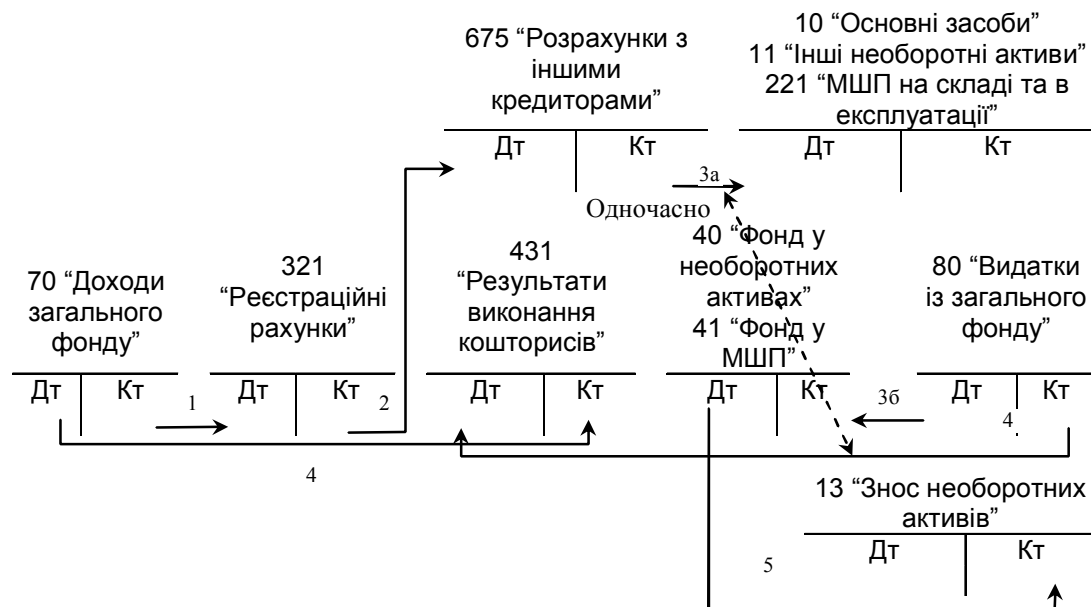 675 “Розрахунки з
іншими
кредиторами”
Дт Кт
10 “Основні засоби”
11 “Інші необоротні активи”
221 “МШП на складі та в
експлуатації”
Дт Кт
3а
Одночасно
70 “Доходи
загального
фонду”
Дт Кт
1
321
“Реєстраційні
рахунки”
Дт Кт
2
431
“Результати
виконання
кошторисів”
Дт Кт
40 “Фонд у
необоротних
активах”
41 “Фонд у
МШП”
Дт Кт
3б
80 “Видатки
із загального
фонду”
Дт Кт
4
4
13 “Знос необоротних
активів”
Дт Кт
5